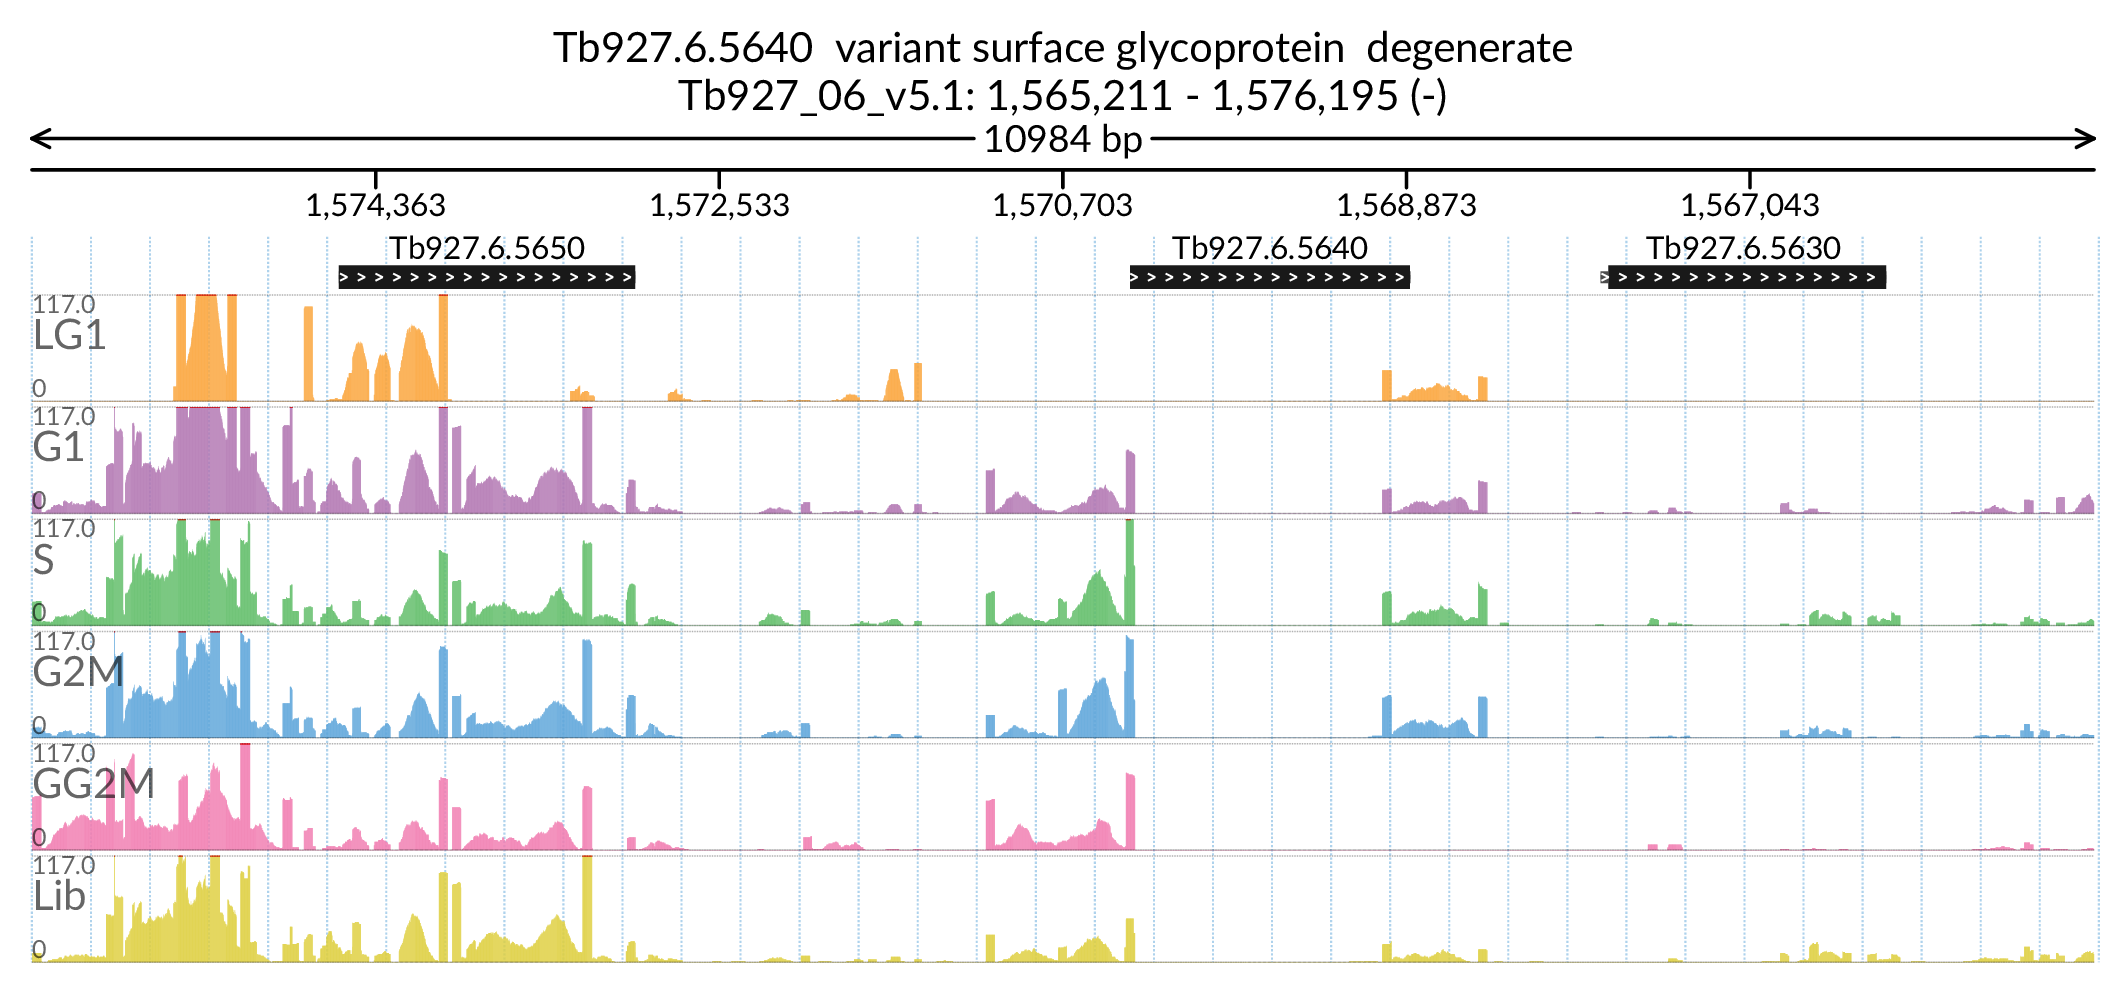 Tb927.6.5640 variant surface glycoprotein degenerate
Tb927_06_v5.1: 1,565,211 - 1,576,195 (-)
10984 bp
1,574,363 1,572,533 1,570,703 1,568,873 1,567,043
Tb927.6.5650 Tb927.6.5640 Tb927.6.5630
117.0
LG1
0
117.0
G1
0
117.0
S
0
117.0
G2M
0
117.0
GG2M
0
117.0
Lib
0